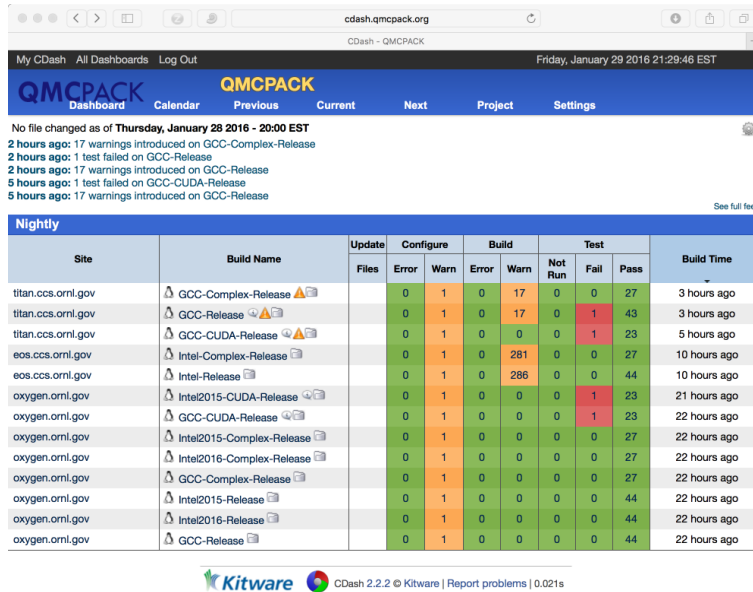 cdash.qmcpack.org
CDash - QMCPACK
My CDash All Dashboards Log Out Friday, January 29 2016 21:29:46 EST
QMCPACK
QMCPACK
Dashboard Calendar Previous Current Next Project Settings
No file changed as of Thursday, January 28 2016 - 20:00 EST
2 hours ago: 17 warnings introduced on GCC-Complex-Release
2 hours ago: 1 test failed on GCC-Release
2 hours ago: 17 warnings introduced on GCC-Release
5 hours ago: 1 test failed on GCC-CUDA-Release
5 hours ago: 17 warnings introduced on GCC-Release
See full fee
Nightly
Site Build Name Update Configure Build Test Build Time
Files Error Warn Error Warn Not Run Fail Pass
titan.ccs.ornl.gov GCC-Complex-Release 0 1 0 17 0 0 27 3 hours ago
titan.ccs.ornl.gov GCC-Release 0 1 0 17 0 1 43 3 hours ago
titan.ccs.ornl.gov GCC-CUDA-Release 0 1 0 0 0 1 23 5 hours ago
eos.ccs.ornl.gov Intel-Complex-Release 0 1 0 281 0 0 27 10 hours ago
eos.ccs.ornl.gov Intel-Release 0 1 0 286 0 0 44 10 hours ago
oxygen.ornl.gov Intel2015-CUDA-Release 0 1 0 0 0 1 23 21 hours ago
oxygen.ornl.gov GCC-CUDA-Release 0 1 0 0 0 1 23 22 hours ago
oxygen.ornl.gov Intel2015-Complex-Release 0 1 0 0 0 0 27 22 hours ago
oxygen.ornl.gov Intel2016-Complex-Release 0 1 0 0 0 0 27 22 hours ago
oxygen.ornl.gov GCC-Complex-Release 0 1 0 0 0 0 27 22 hours ago
oxygen.ornl.gov Intel2015-Release 0 1 0 0 0 0 44 22 hours ago
oxygen.ornl.gov Intel2016-Release 0 1 0 0 0 0 44 22 hours ago
oxygen.ornl.gov GCC-Release 0 1 0 0 0 0 44 22 hours ago
Kitware CDash 2.2.2 © Kitware | Report problems | 0.021s